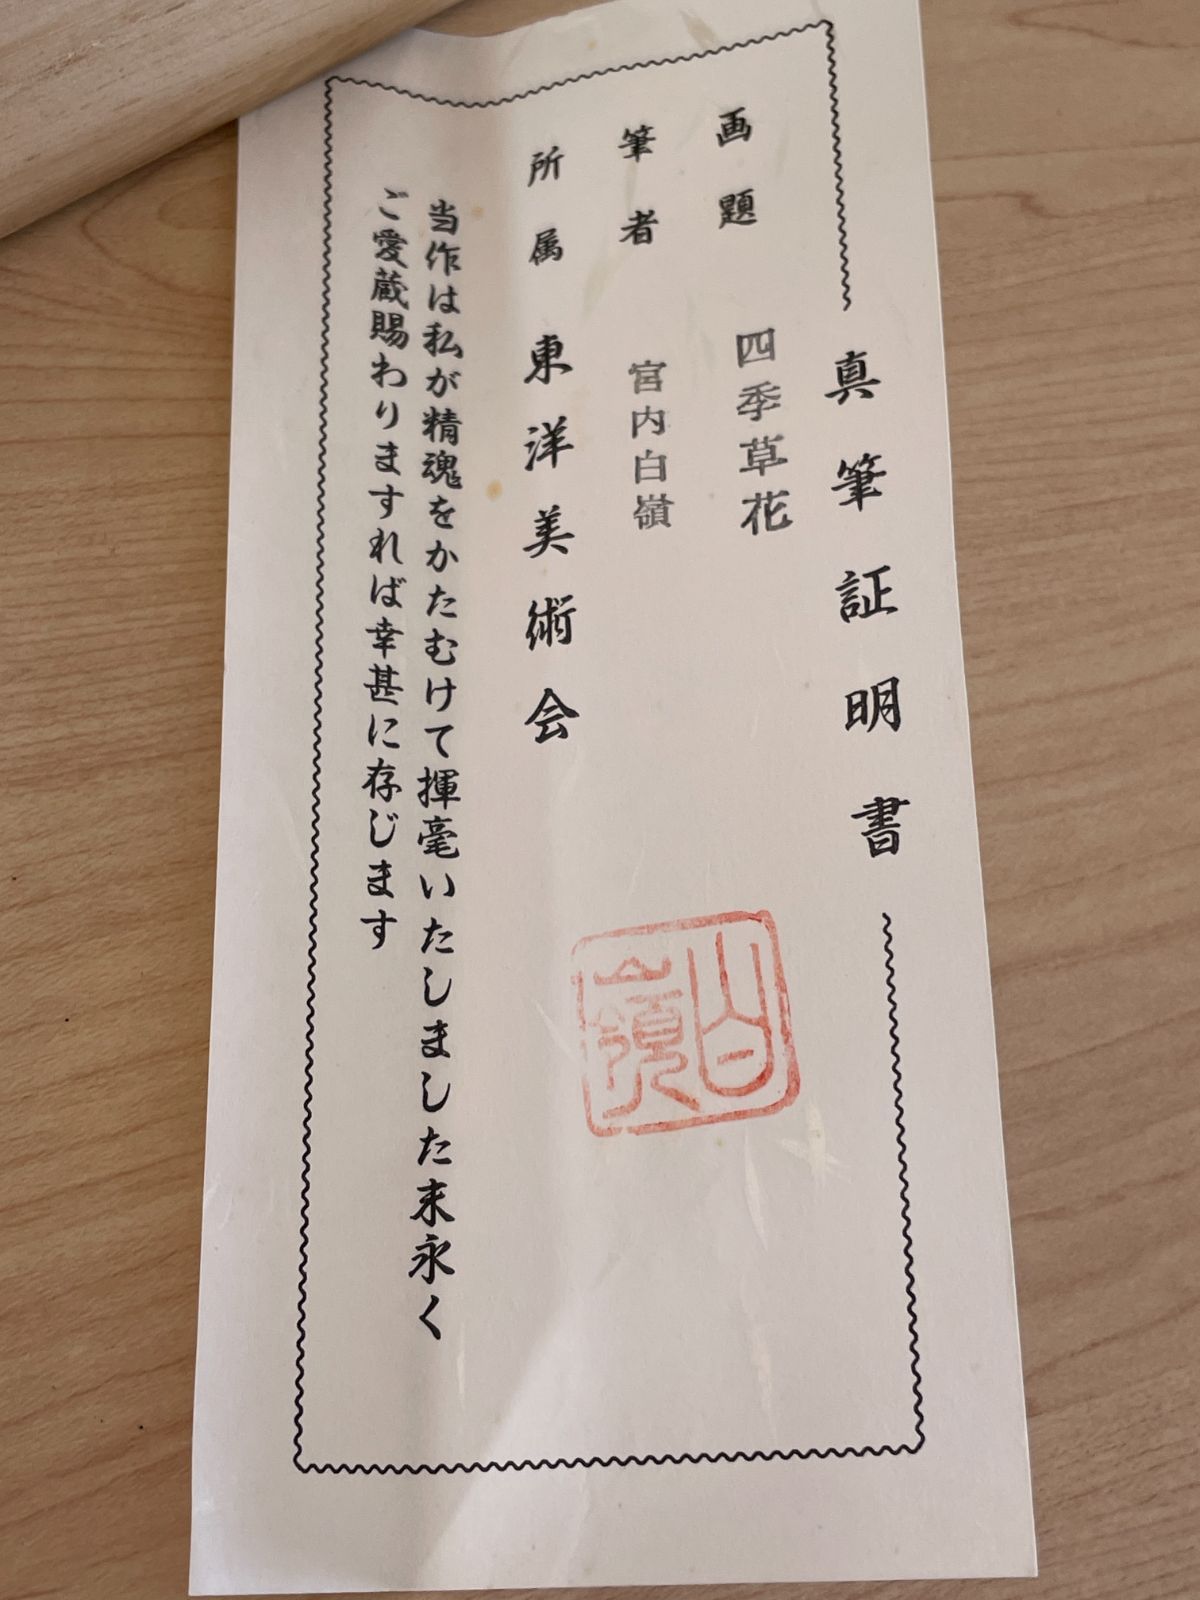 真筆証明書
画題 四季草花
筆者 宮内白嶺
所属 東洋美術会
当作は私が精魂をかたむけて揮毫いたしました末永く
ご愛蔵賜わりますれば幸甚に存じます
白嶺